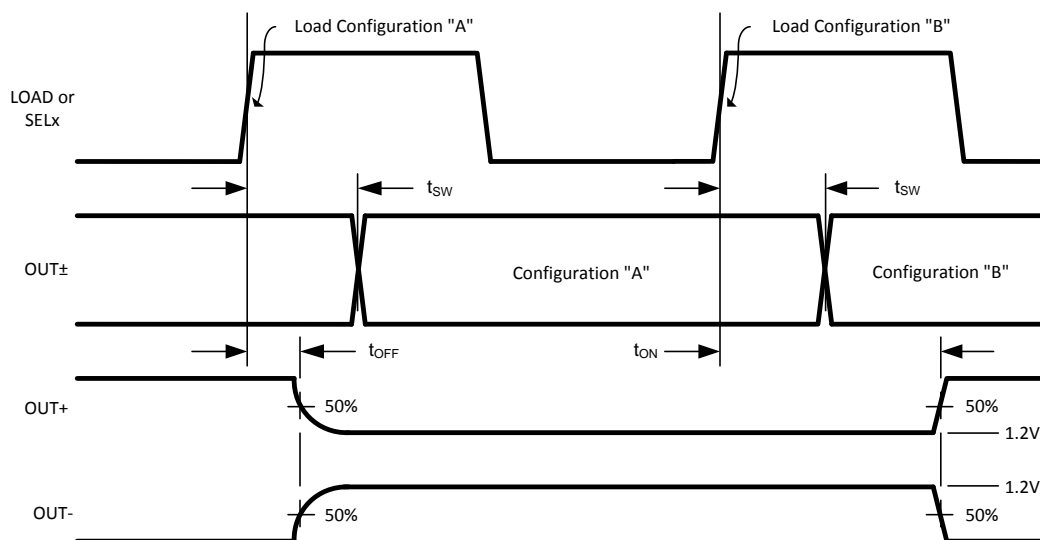 Load Configuration "A"
Load Configuration "B"
LOAD or
SELx
tSW
tSW
OUT±
Configuration "A"
Configuration "B"
tOFF
tON
OUT+
50%
50%
1.2V
1.2V
OUT-
50%
50%